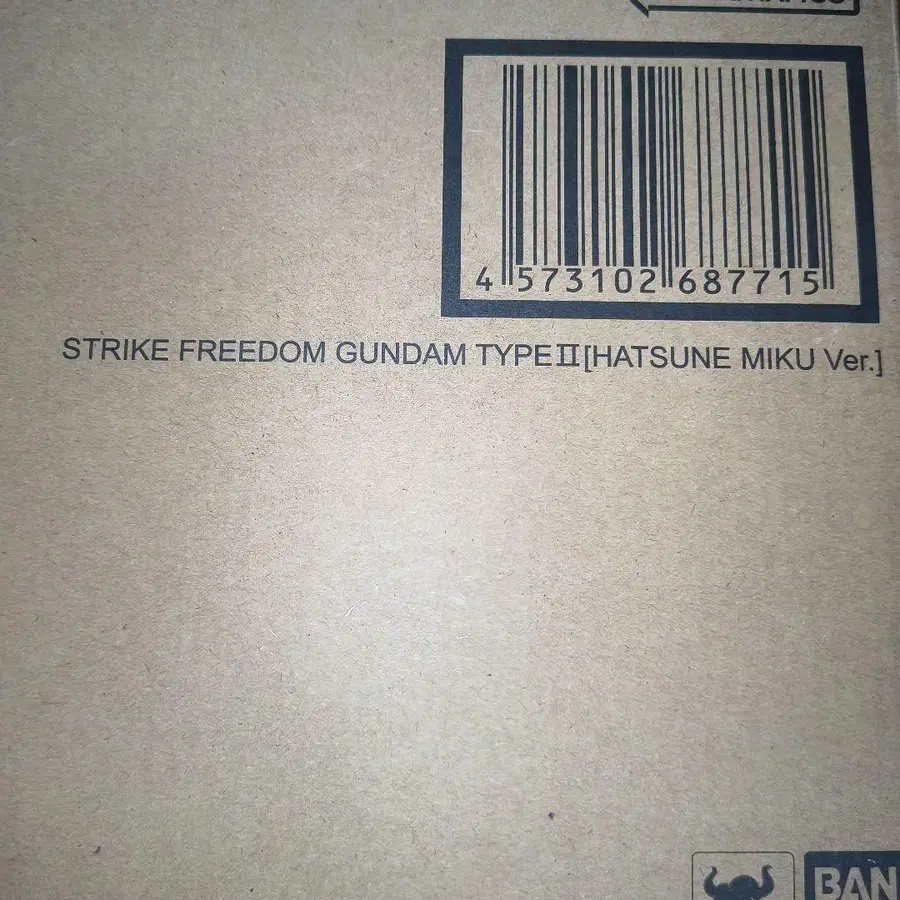 4 573102 687715
STRIKE FREEDOM GUNDAM TYPEⅡ[HATSUNE MIKU Ver.]
BAN